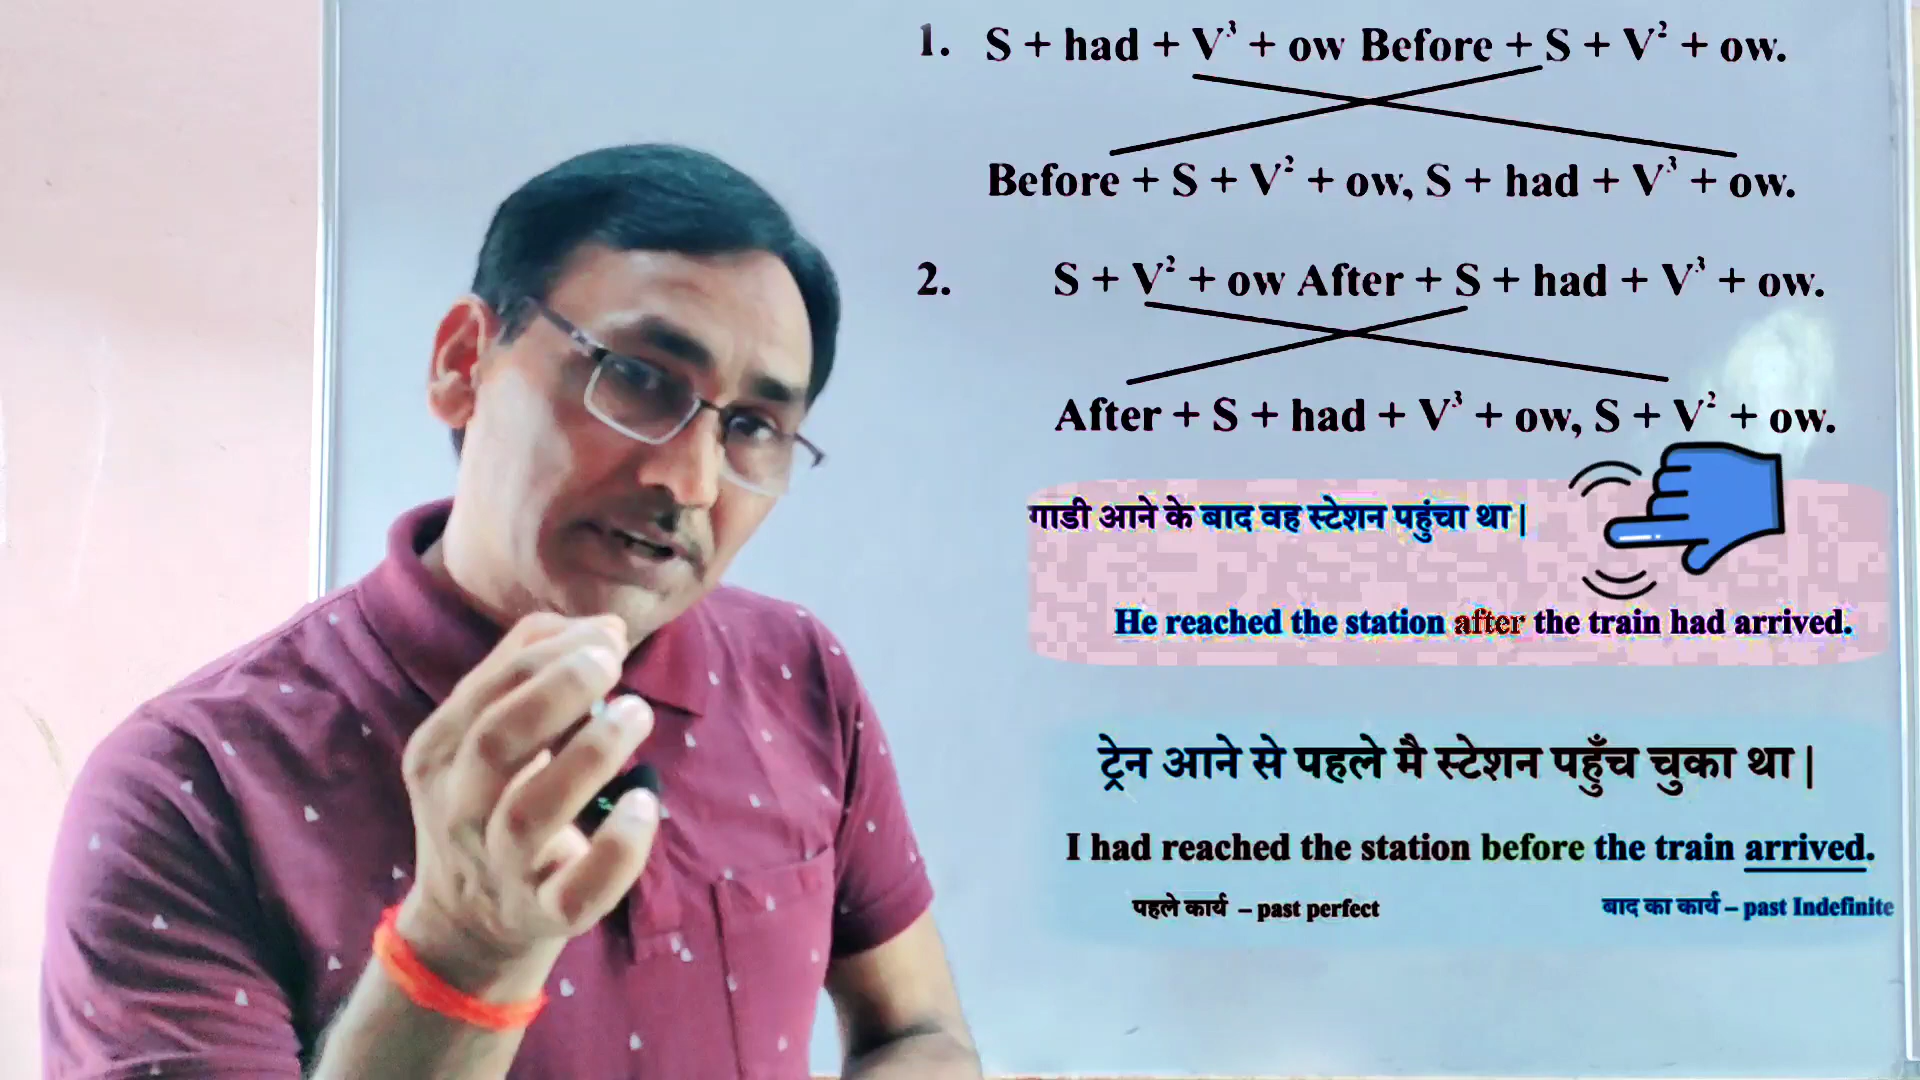 1. S + had + V³ + ow Before + S + V² + ow.
Before + S + V² + ow, S + had + V³ + ow.
2. S + V² + ow After + S + had + V³ + ow.
After + S + had + V³ + ow, S + V² + ow.
गाडी आने के बाद वह स्टेशन पहुंचा था |
He reached the station after the train had arrived.
ट्रेन आने से पहले मै स्टेशन पहुँच चुका था |
I had reached the station before the train arrived.
पहले कार्य – past perfect
बाद का कार्य – past Indefinite